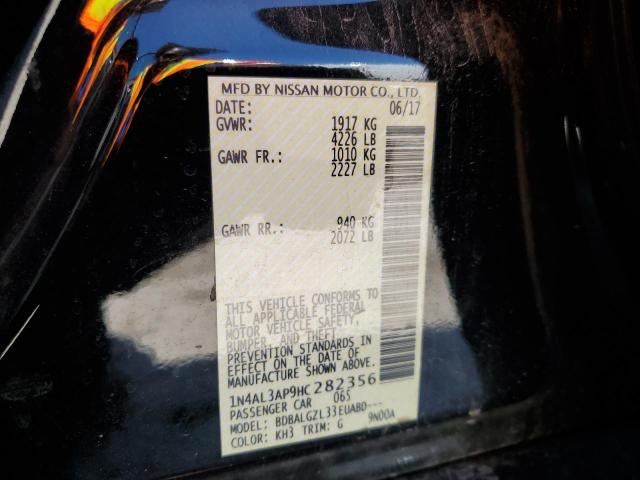 MFD BY NISSAN MOTOR CO., LTD.
DATE: 06/17
GVWR: 1917 KG
4226 LB
GAWR FR.: 1010 KG
2227 LB
GAWR RR.: 940 KG
2072 LB
THIS VEHICLE CONFORMS TO
ALL APPLICABLE FEDERAL
MOTOR VEHICLE SAFETY,
BUMPER, AND THEFT
PREVENTION STANDARDS IN
EFFECT ON THE DATE OF
MANUFACTURE SHOWN ABOVE.
1N4AL3AP9HC282356
PASSENGER CAR 06S
MODEL: BDBALGZL33EUABD---
COLOR: KH3 TRIM: G 9N00A